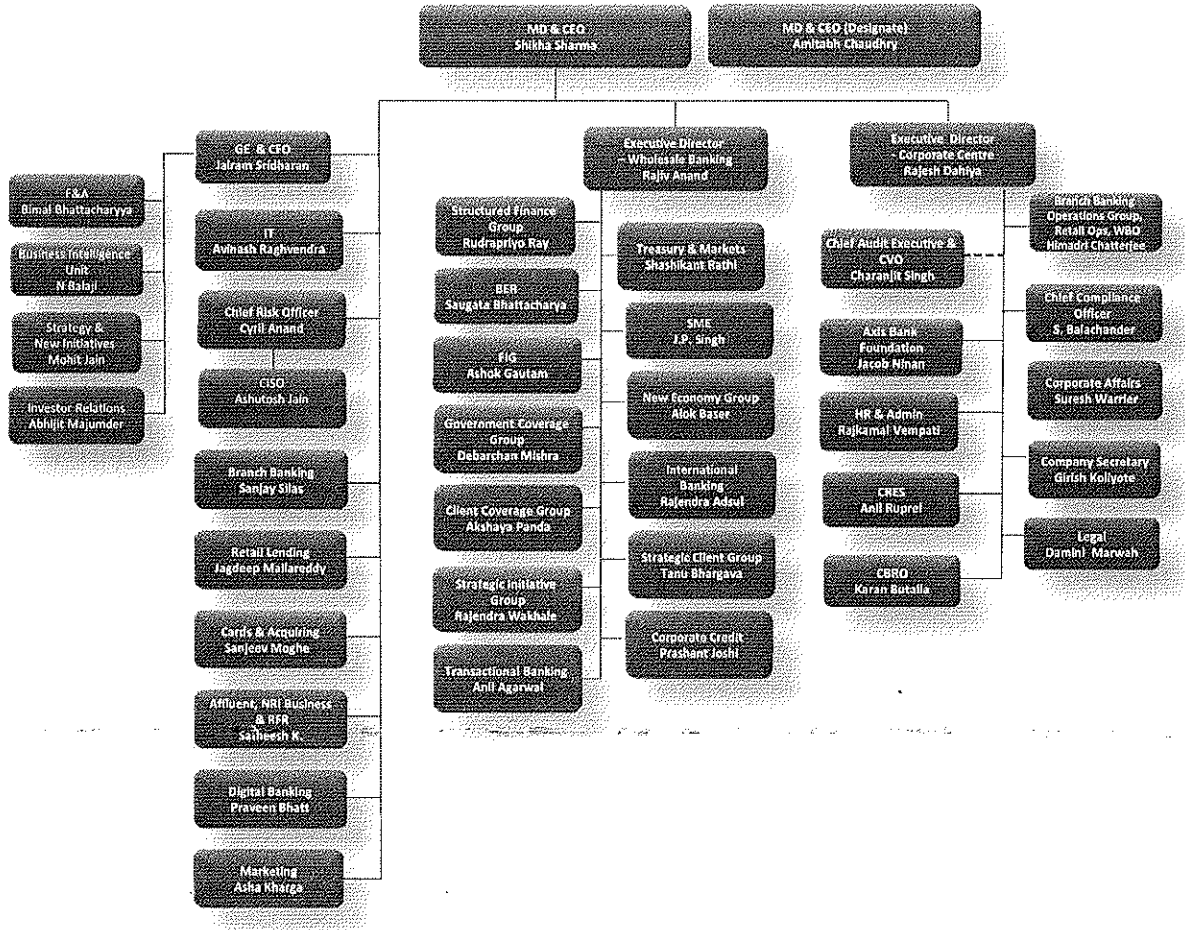 MD & CEO
Shikha Sharma
MD & CEO (Designate)
Amitabh Chaudhry
GE & CFO
Jairam Sridharan
F&A
Bimal Bhattacharyya
Business Intelligence
Unit
N Balaji
Strategy &
New Initiatives
Mohit Jain
Investor Relations
Abhijit Majumder
IT
Avinash Raghvendra
Chief Risk Officer
Cyril Anand
CISO
Ashutosh Jain
Branch Banking
Sanjay Silas
Retail Lending
Jagdeep Mallareddy
Cards & Acquiring
Sanjeev Moghe
Affluent, NRI Business
& RFR
Satheesh K.
Digital Banking
Praveen Bhatt
Marketing
Asha Kharga
Executive Director
– Wholesale Banking
Rajiv Anand
Structured Finance
Group
Rudrapriyo Ray
BER
Saugata Bhattacharya
FIG
Ashok Gautam
Government Coverage
Group
Debarchan Mishra
Client Coverage Group
Akshaya Panda
Strategic Initiative
Group
Rajendra Wakhale
Transactional Banking
Anil Agarwal
Treasury & Markets
Shashikant Rathi
SME
J.P. Singh
New Economy Group
Alok Baser
International
Banking
Rajendra Adsul
Strategic Client Group
Tanu Bhargava
Corporate Credit
Prashant Joshi
Executive Director
- Corporate Centre
Rajesh Dahiya
Chief Audit Executive &
CVO
Charanjit Singh
Axis Bank
Foundation
Jacob Ninan
HR & Admin
Rajkamal Vempati
CRES
Anil Ruprel
CBRO
Karan Butalia
Branch Banking
Operations Group,
Retail Ops, WBO
Himadri Chatterjee
Chief Compliance
Officer
S. Balachander
Corporate Affairs
Suresh Warrier
Company Secretary
Girish Koliyote
Legal
Damini Marwah